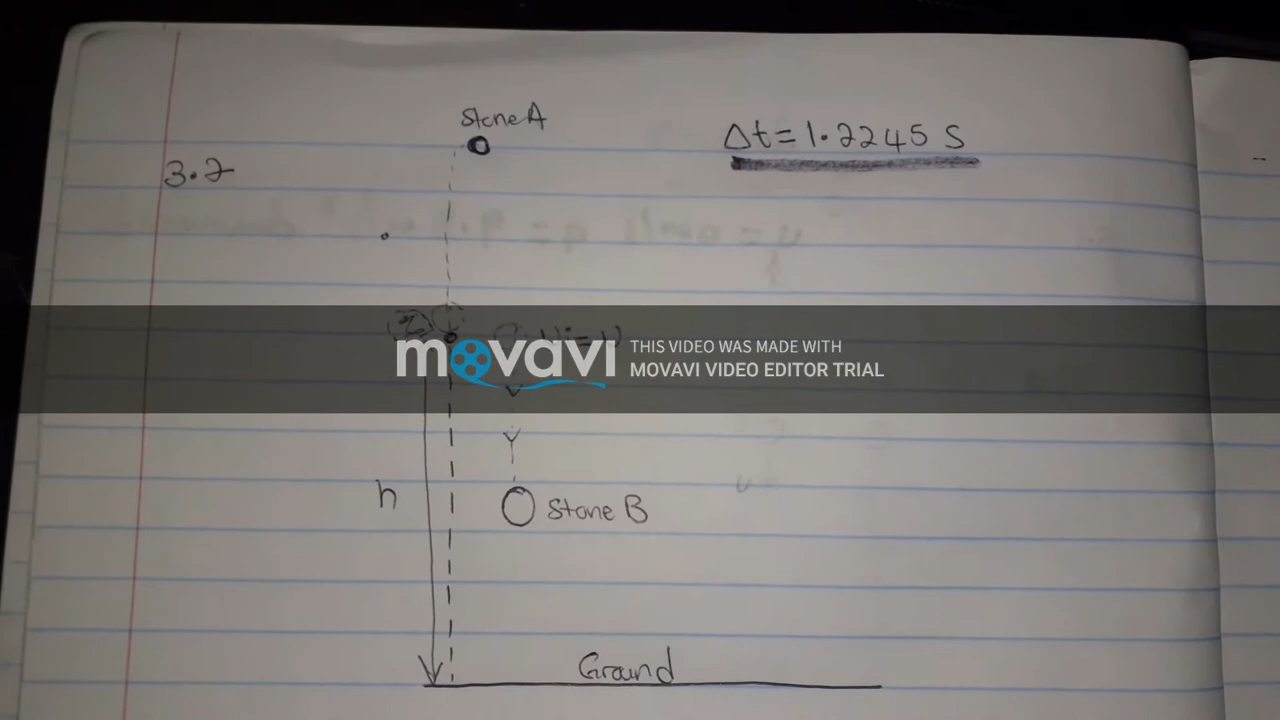 Stone A
Δt = 1.2245 S
3.2
movavi
THIS VIDEO WAS MADE WITH
MOVAVI VIDEO EDITOR TRIAL
h
Stone B
Ground